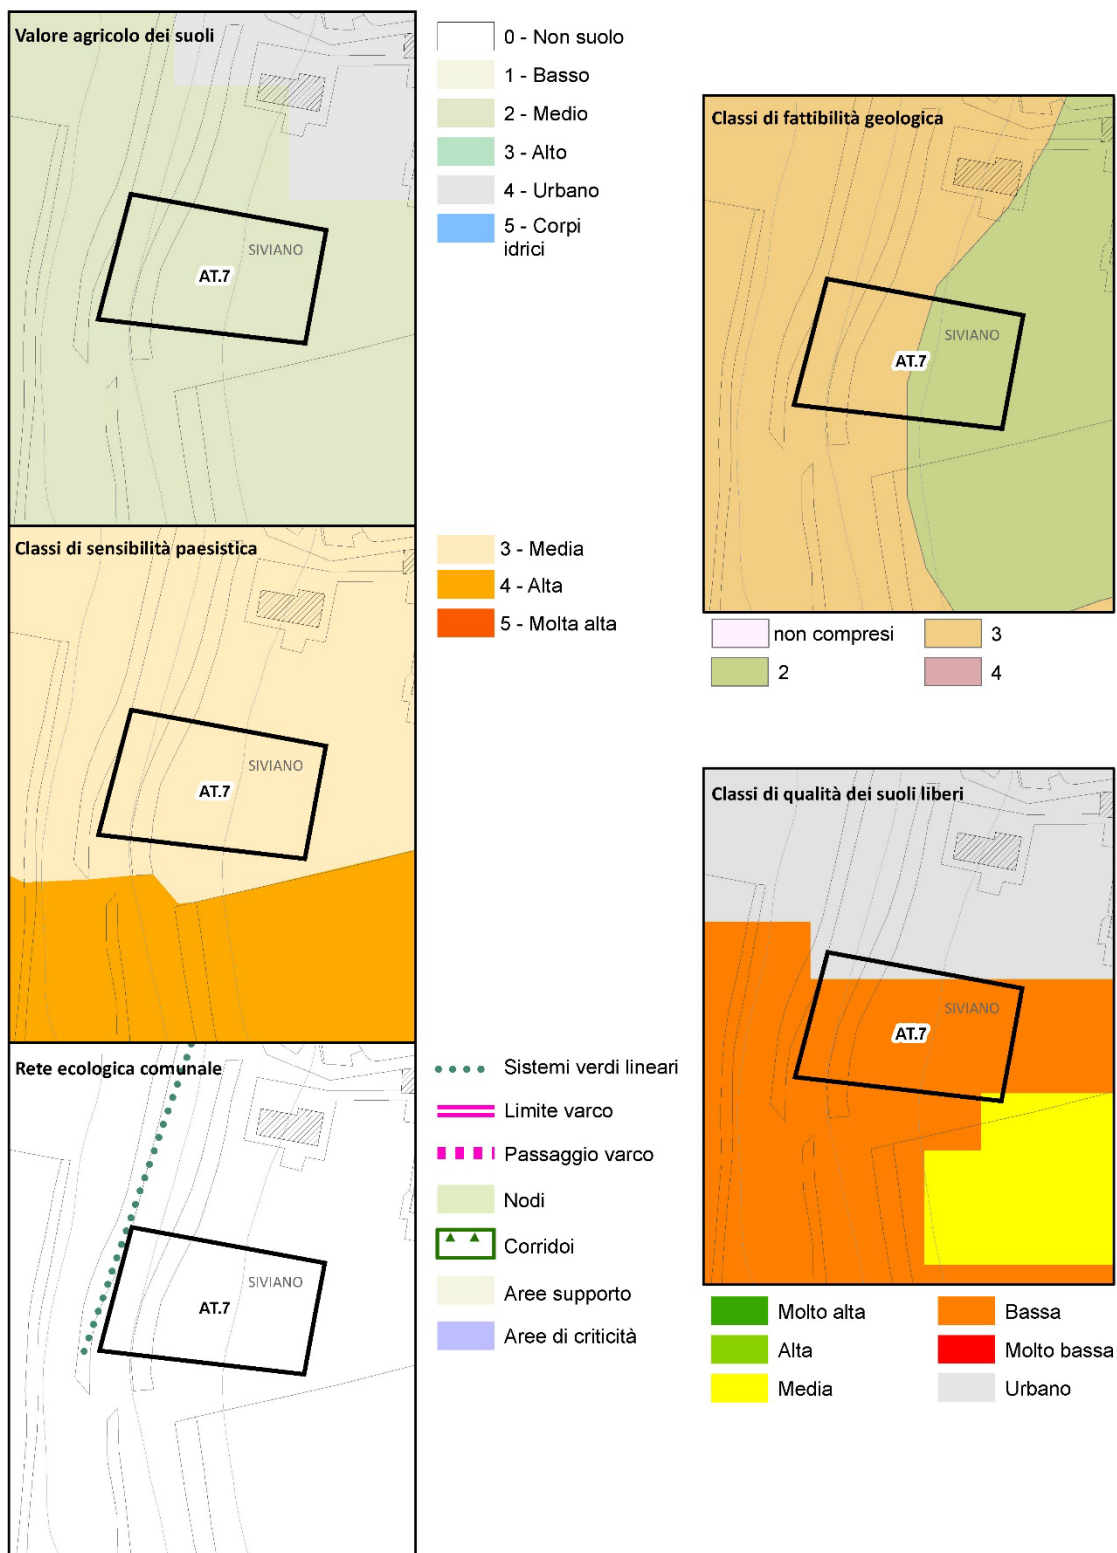 Valore agricolo dei suoli
SIVIANO
AT.7
0 - Non suolo
1 - Basso
2 - Medio
3 - Alto
4 - Urbano
5 - Corpi
idrici
Classi di fattibilità geologica
SIVIANO
AT.7
non compresi
2
3
4
Classi di sensibilità paesistica
SIVIANO
AT.7
3 - Media
4 - Alta
5 - Molta alta
Classi di qualità dei suoli liberi
SIVIANO
AT.7
Molto alta
Alta
Media
Bassa
Molto bassa
Urbano
Rete ecologica comunale
SIVIANO
AT.7
Sistemi verdi lineari
Limite varco
Passaggio varco
Nodi
Corridoi
Aree supporto
Aree di criticità